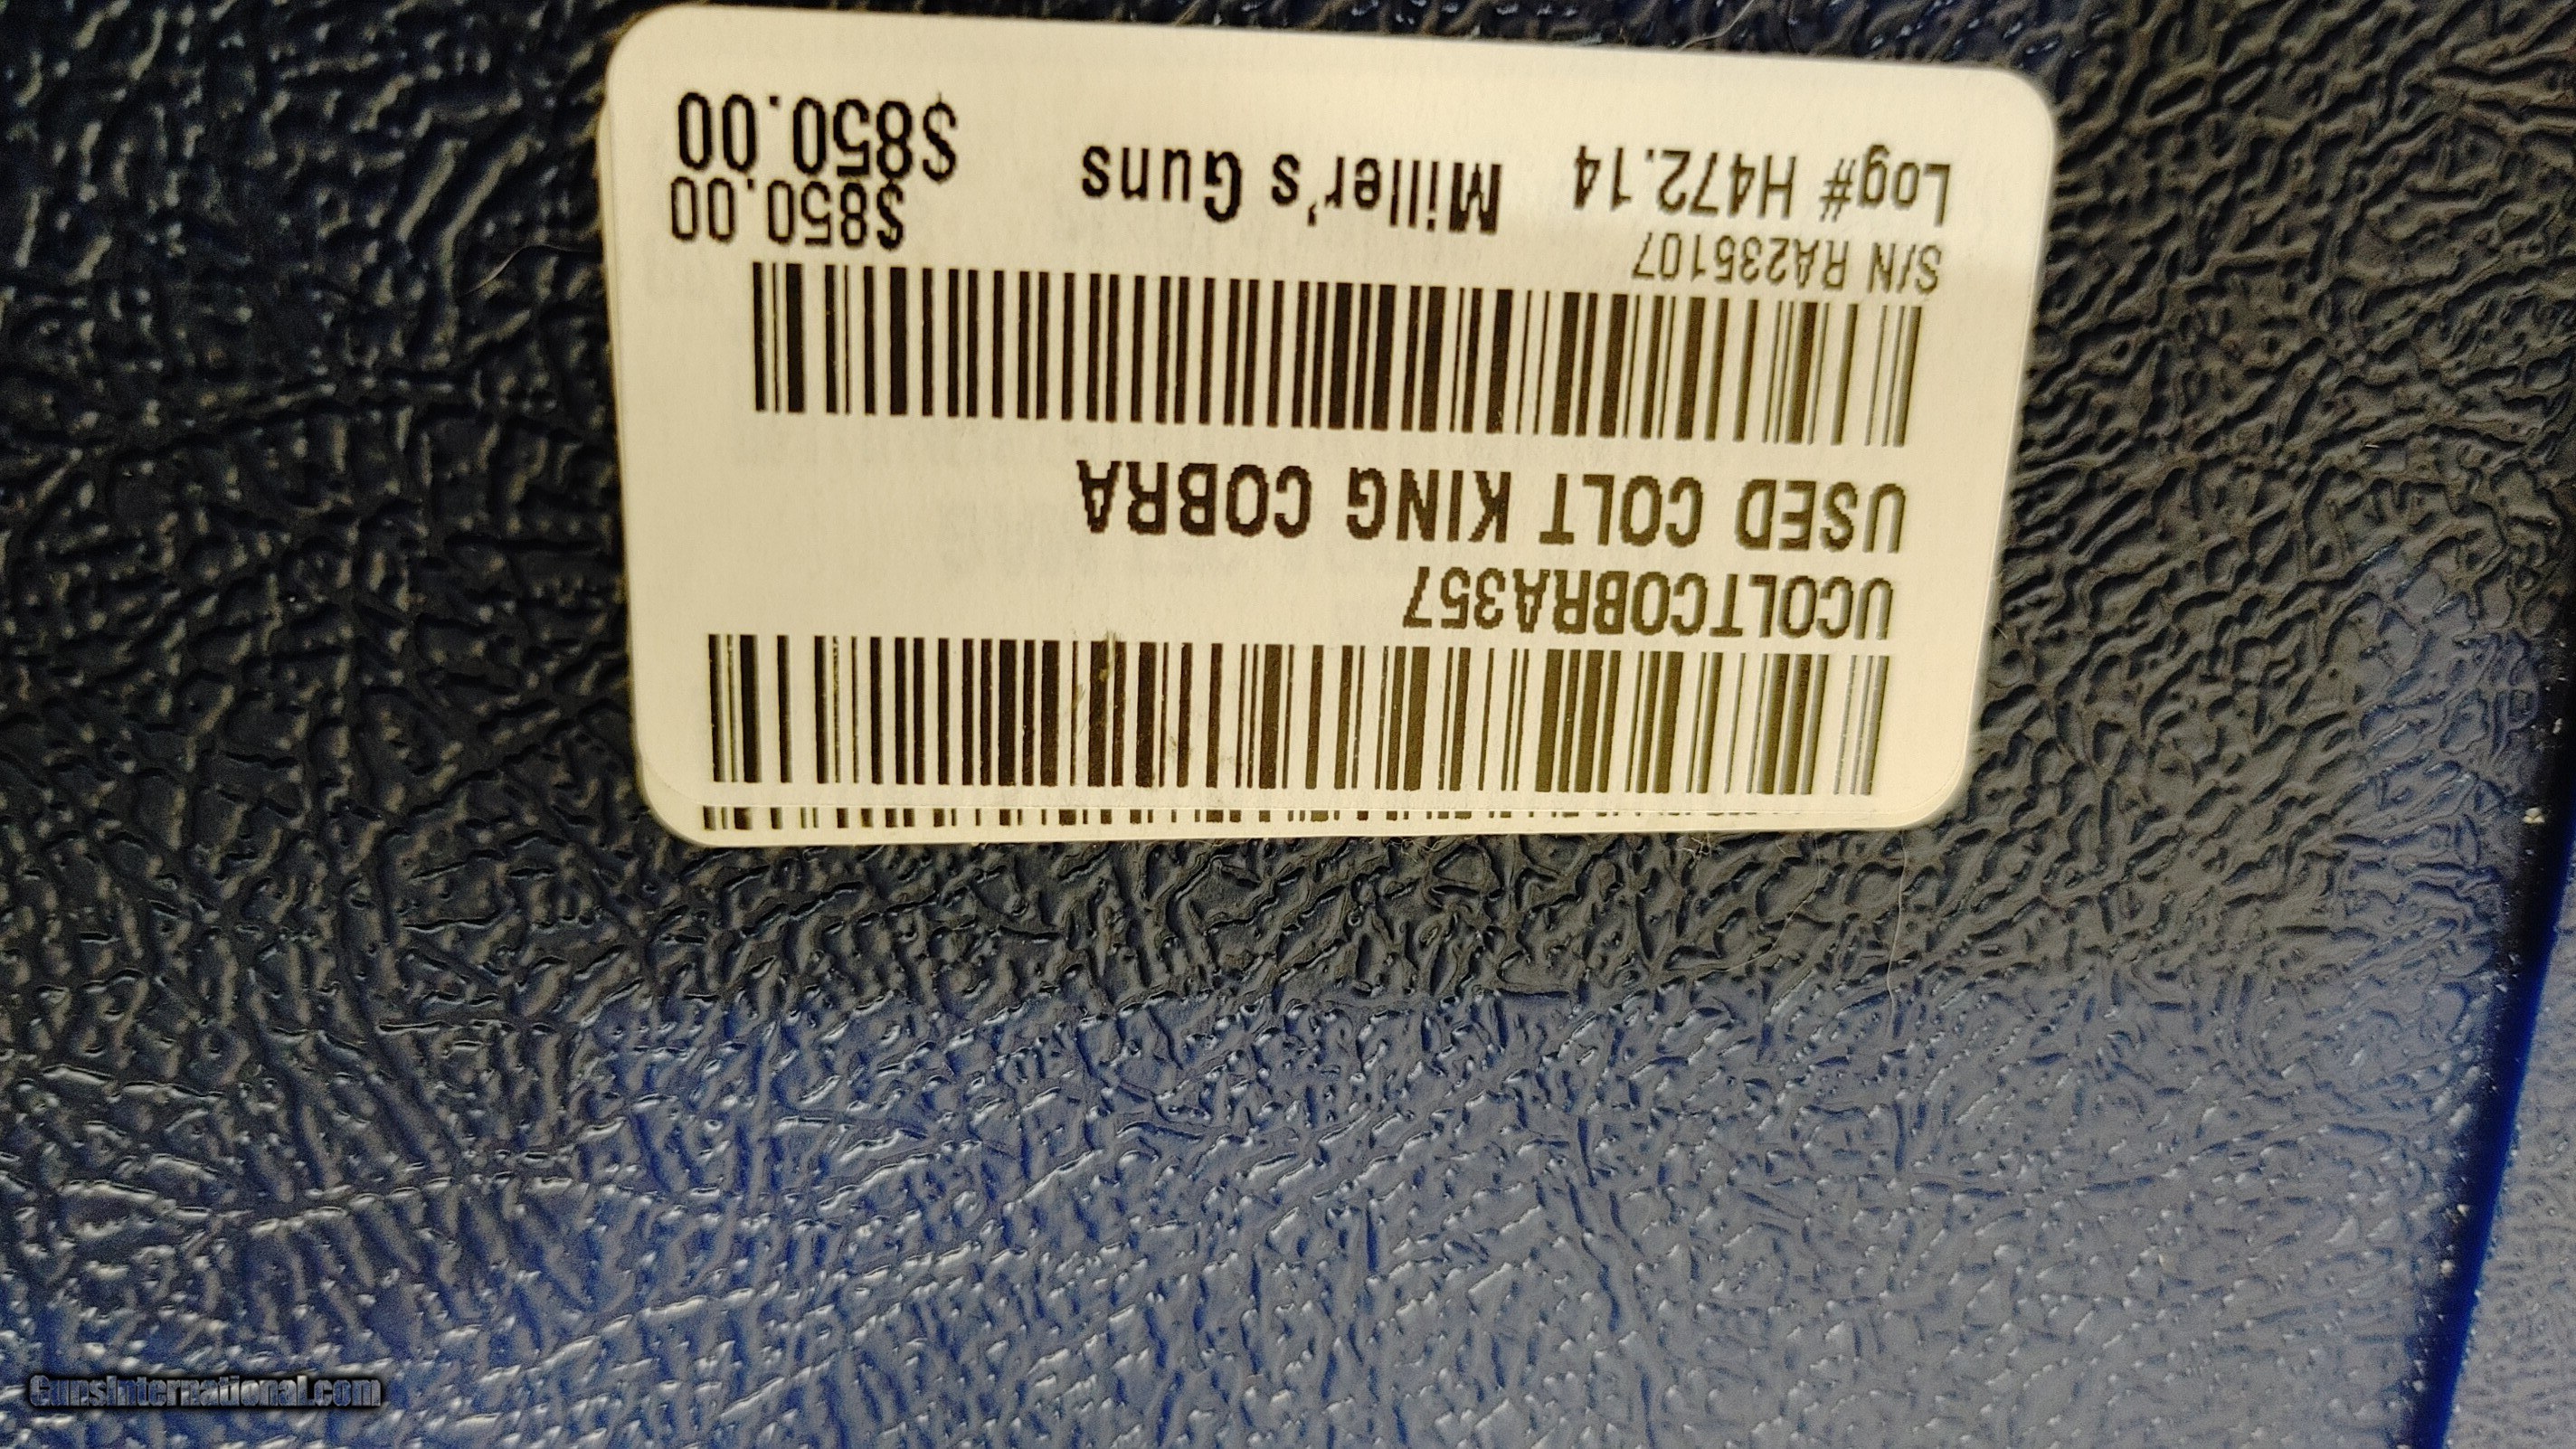 UCOLTCOBRA357
USED COLT KING COBRA
S/N RA235107
$850.00
Log# H472.14 Miller's Guns $850.00
GunsInternational.com